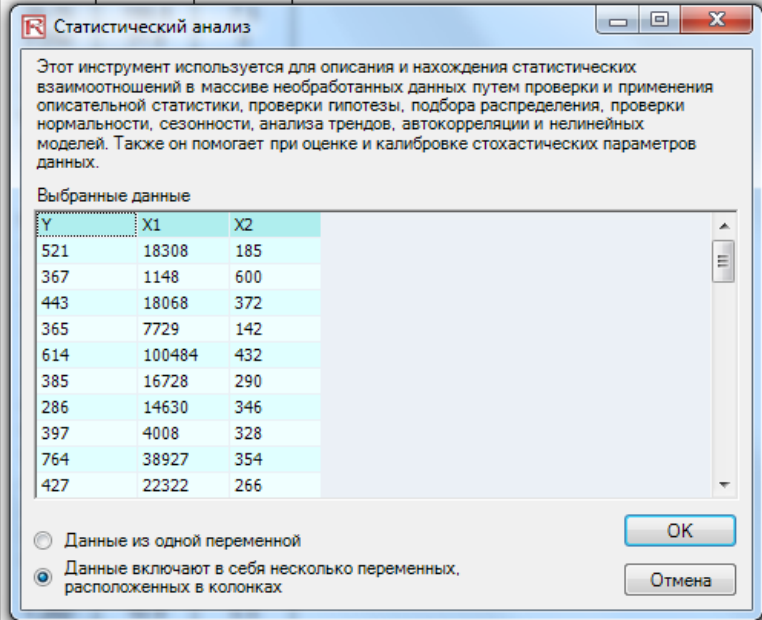 Статистический анализ
Этот инструмент используется для описания и нахождения статистических
взаимоотношений в массиве необработанных данных путем проверки и применения
описательной статистики, проверки гипотезы, подбора распределения, проверки
нормальности, сезонности, анализа трендов, автокорреляции и нелинейных
моделей. Также он помогает при оценке и калибровке стохастических параметров
данных.
Выбранные данные
Y X1 X2
521 18308 185
367 1148 600
443 18068 372
365 7729 142
614 100484 432
385 16728 290
286 14630 346
397 4008 328
764 38927 354
427 22322 266
Данные из одной переменной
Данные включают в себя несколько переменных,
расположенных в колонках
OK
Отмена